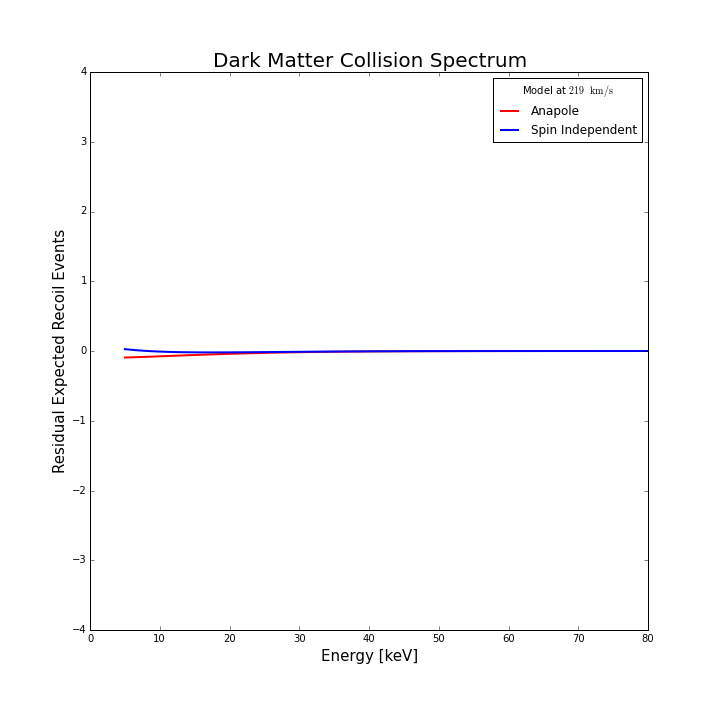 Dark Matter Collision Spectrum
Model at 219 km/s
Anapole
Spin Independent
Residual Expected Recoil Events
4
3
2
1
0
−1
−2
−3
−4
0 10 20 30 40 50 60 70 80
Energy [keV]